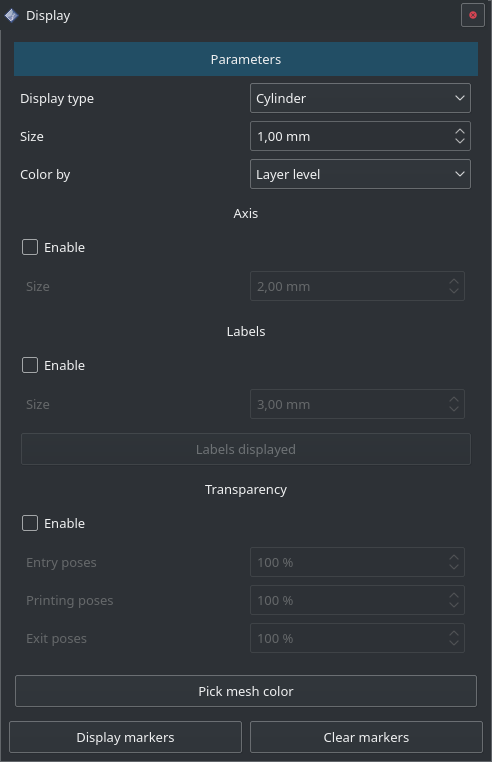 Display
Parameters
Display type Cylinder
Size 1,00 mm
Color by Layer level
Axis
Enable
Size 2,00 mm
Labels
Enable
Size 3,00 mm
Labels displayed
Transparency
Enable
Entry poses 100 %
Printing poses 100 %
Exit poses 100 %
Pick mesh color
Display markers Clear markers